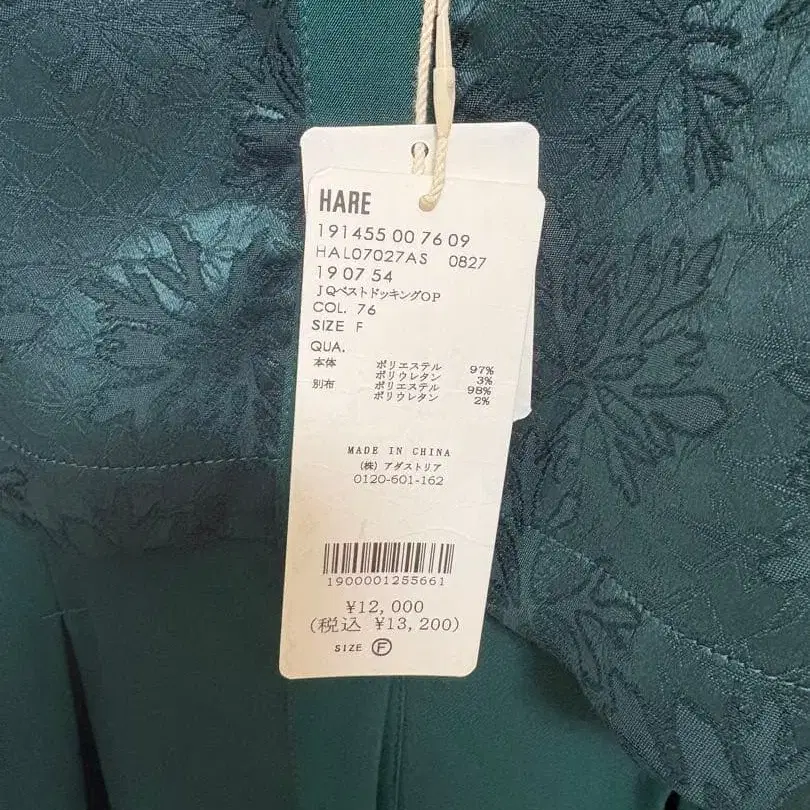 HARE
191455 00 76 09
HAL07027AS 0827
19 07 54
JQベストドッキングOP
COL. 76
SIZE F
QUA.
本体 ポリエステル 97%
ポリウレタン 3%
別布 ポリエステル 98%
ポリウレタン 2%
MADE IN CHINA
(株) アダストリア
0120-601-162
1900001255661
¥12,000
(税込 ¥13,200)
SIZE F